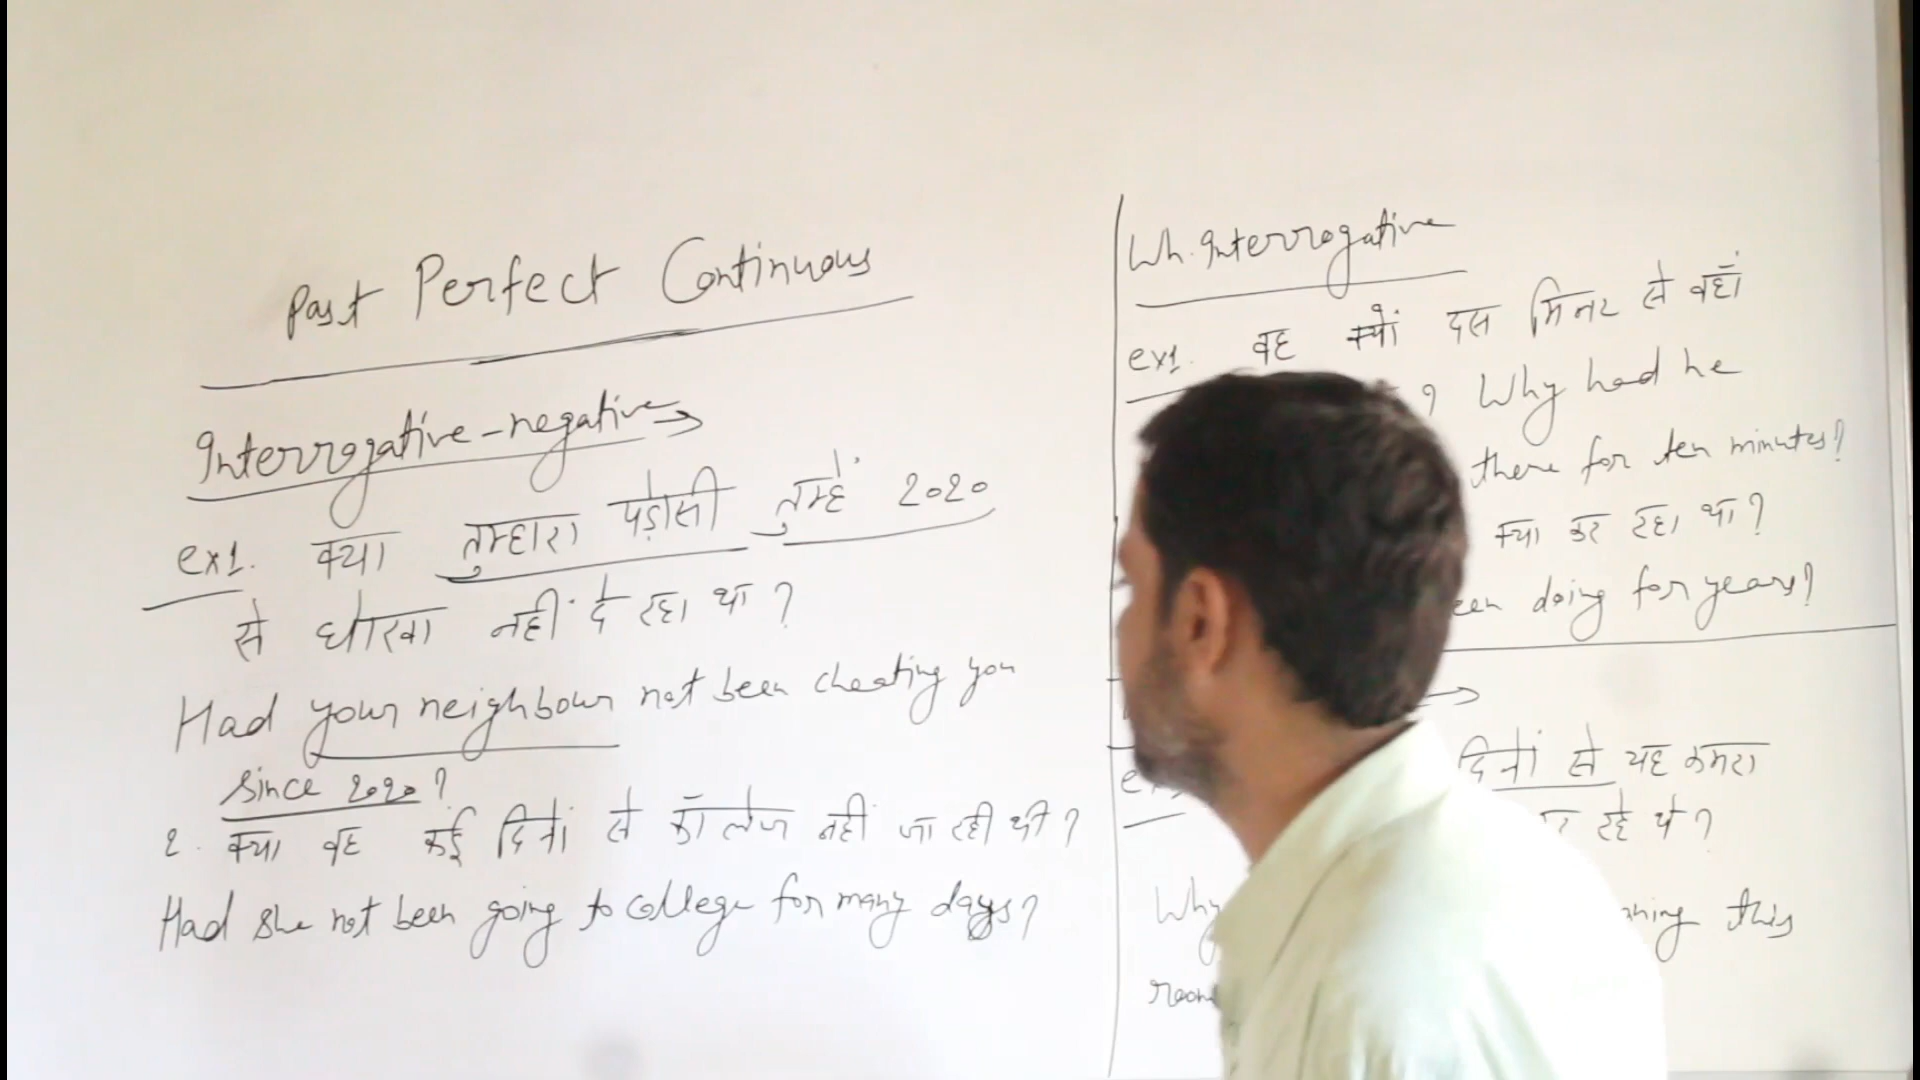 Past Perfect Continuous
Interrogative-negative →
ex1. क्या तुम्हारा पड़ोसी तुम्हें 2020
से धोखा नहीं दे रहा था ?
Had your neighbour not been cheating you
since 2020 ?
2. क्या वह कई दिनों से कॉलेज नहीं जा रही थी ?
Had she not been going to college for many days ?
Wh. Interrogative
ex1. वह क्यों दस मिनट से वहाँ
? Why had he
there for ten minutes ?
क्या कर रहा था ?
doing for years ?
→
दिनों से यह कमरा
रहे थे ?
Why this